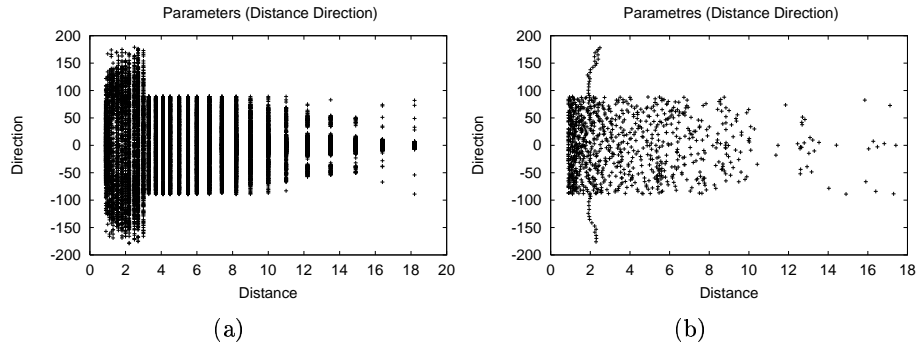 Parameters (Distance Direction)
200
150
100
50
0
-50
-100
-150
-200
Direction
0 2 4 6 8 10 12 14 16 18 20
Distance
(a)
Parametres (Distance Direction)
200
150
100
50
0
-50
-100
-150
-200
Direction
0 2 4 6 8 10 12 14 16 18
Distance
(b)